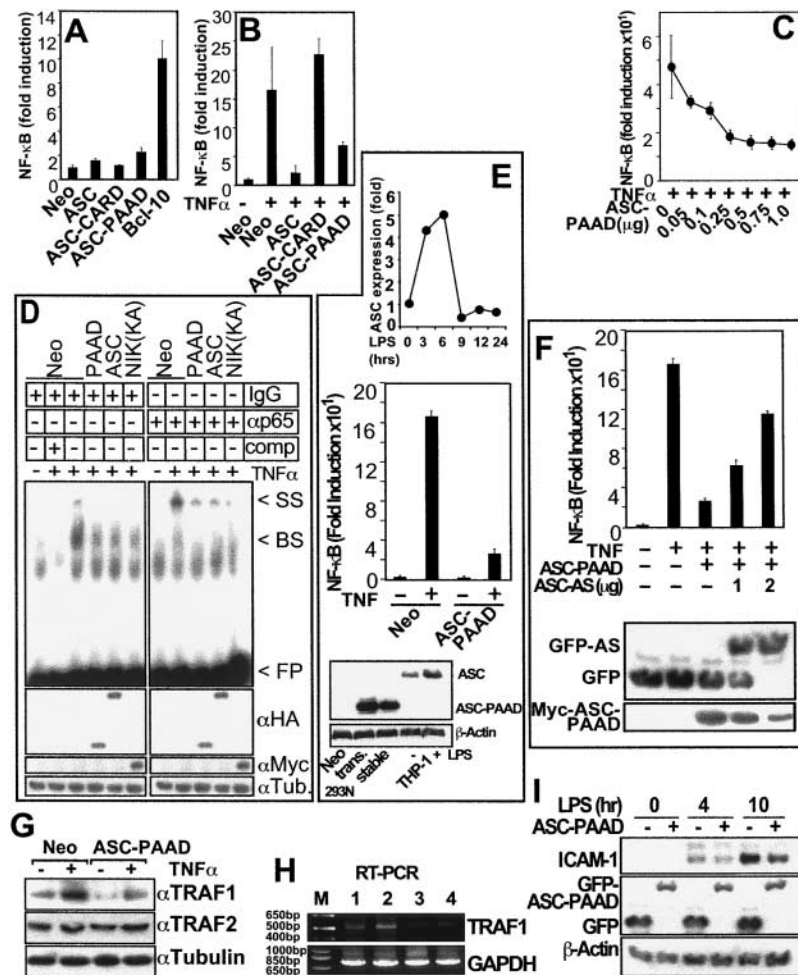 A
NF-κB (fold induction)
14
12
10
8
6
4
2
0
Neo
ASC
ASC-CARD
ASC-PAAD
Bcl-10
B
NF-κB (fold induction)
30
25
20
15
10
5
0
TNFα - + + + +
Neo
Neo
ASC
ASC-CARD
ASC-PAAD
C
NF-κB (fold induction x10¹)
6
4
2
0
TNFα + + + + + + +
ASC-PAAD(µg)
0
0.05
0.1
0.25
0.5
0.75
1.0
D
Neo
PAAD
ASC
NIK(KA)
Neo
PAAD
ASC
NIK(KA)
+ + + + + + - - - - - IgG
- - - - - - + + + + + αp65
- + - - - - - - - - - comp
- + + + + + - + + + + TNFα
< SS
< BS
< FP
αHA
αMyc
αTub.
E
ASC expression (fold)
5
4
3
2
1
0
LPS (hrs)
0 3 6 9 12 24
NF-κB (Fold Induction x10¹)
20
16
12
8
4
0
- + - +
TNF
Neo
ASC-PAAD
ASC
ASC-PAAD
β-Actin
Neo
trans.
stable
- + LPS
THP-1
293N
F
NF-κB (Fold Induction x10¹)
20
16
12
8
4
0
- + + + + TNF
- - + + + ASC-PAAD
- - - 1 2 ASC-AS (µg)
GFP-AS
GFP
Myc-ASC-PAAD
G
Neo ASC-PAAD
- + - + TNFα
αTRAF1
αTRAF2
αTubulin
H
RT-PCR
M 1 2 3 4
650bp
500bp
400bp
TRAF1
1000bp
850bp
650bp
GAPDH
I
LPS (hr) 0 4 10
ASC-PAAD - + - + - +
ICAM-1
GFP-ASC-PAAD
GFP
β-Actin